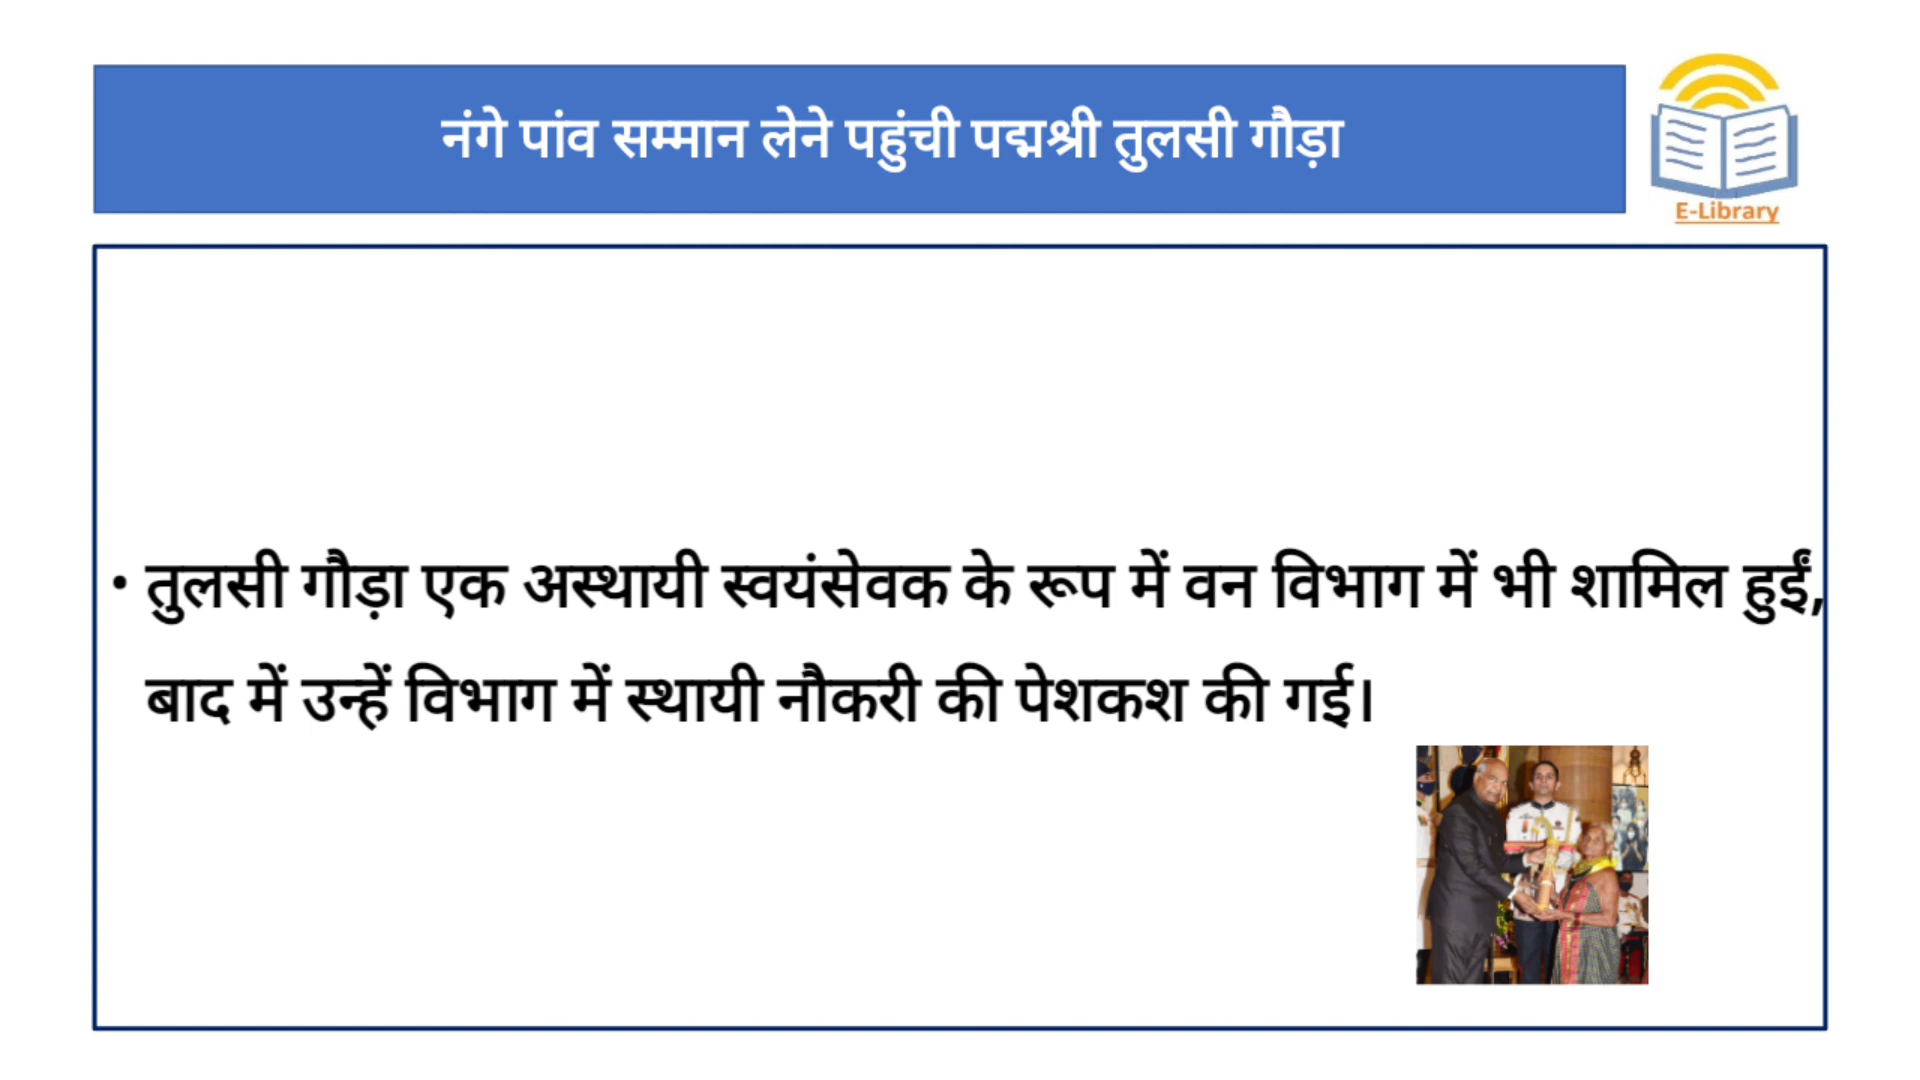 नंगे पांव सम्मान लेने पहुंची पद्मश्री तुलसी गौड़ा
E-Library
• तुलसी गौड़ा एक अस्थायी स्वयंसेवक के रूप में वन विभाग में भी शामिल हुईं,
बाद में उन्हें विभाग में स्थायी नौकरी की पेशकश की गई।